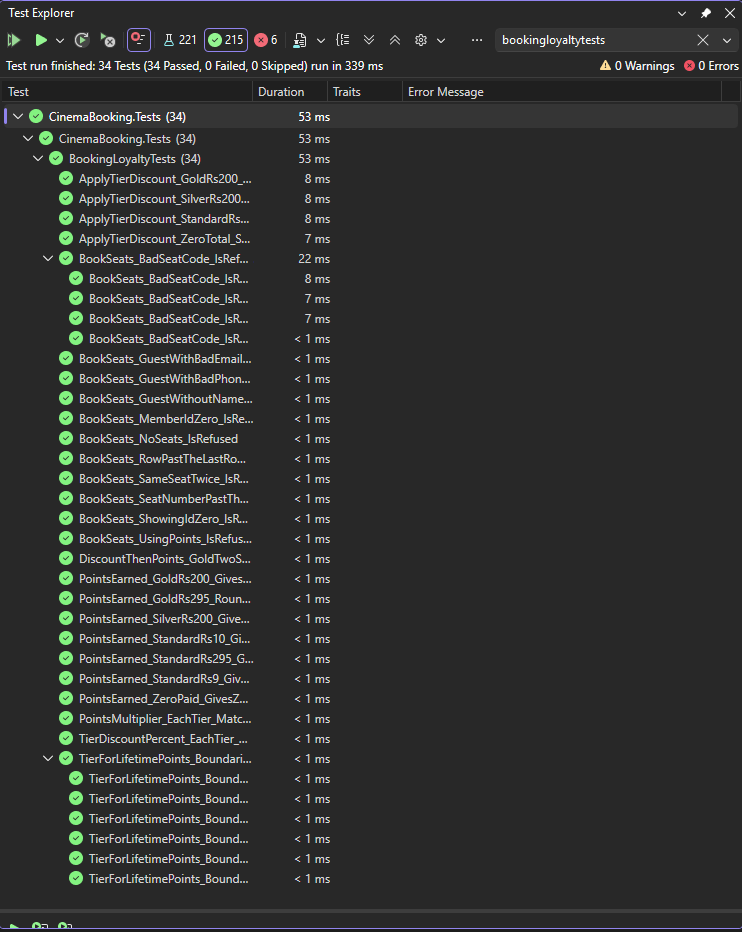 Test Explorer
221 215 6 bookingloyaltytests
Test run finished: 34 Tests (34 Passed, 0 Failed, 0 Skipped) run in 339 ms 0 Warnings 0 Errors
Test Duration Traits Error Message
CinemaBooking.Tests (34) 53 ms
CinemaBooking.Tests (34) 53 ms
BookingLoyaltyTests (34) 53 ms
ApplyTierDiscount_GoldRs200_... 8 ms
ApplyTierDiscount_SilverRs200... 8 ms
ApplyTierDiscount_StandardRs... 8 ms
ApplyTierDiscount_ZeroTotal_S... 7 ms
BookSeats_BadSeatCode_IsRef... 22 ms
BookSeats_BadSeatCode_IsR... 8 ms
BookSeats_BadSeatCode_IsR... 7 ms
BookSeats_BadSeatCode_IsR... 7 ms
BookSeats_BadSeatCode_IsR... < 1 ms
BookSeats_GuestWithBadEmail... < 1 ms
BookSeats_GuestWithBadPhon... < 1 ms
BookSeats_GuestWithoutName... < 1 ms
BookSeats_MemberIdZero_IsRe... < 1 ms
BookSeats_NoSeats_IsRefused < 1 ms
BookSeats_RowPastTheLastRo... < 1 ms
BookSeats_SameSeatTwice_IsR... < 1 ms
BookSeats_SeatNumberPastTh... < 1 ms
BookSeats_ShowingIdZero_IsR... < 1 ms
BookSeats_UsingPoints_IsRefus... < 1 ms
DiscountThenPoints_GoldTwoS... < 1 ms
PointsEarned_GoldRs200_Gives... < 1 ms
PointsEarned_GoldRs295_Roun... < 1 ms
PointsEarned_SilverRs200_Give... < 1 ms
PointsEarned_StandardRs10_Gi... < 1 ms
PointsEarned_StandardRs295_G... < 1 ms
PointsEarned_StandardRs9_Giv... < 1 ms
PointsEarned_ZeroPaid_GivesZ... < 1 ms
PointsMultiplier_EachTier_Matc... < 1 ms
TierDiscountPercent_EachTier_... < 1 ms
TierForLifetimePoints_Boundari... < 1 ms
TierForLifetimePoints_Bound... < 1 ms
TierForLifetimePoints_Bound... < 1 ms
TierForLifetimePoints_Bound... < 1 ms
TierForLifetimePoints_Bound... < 1 ms
TierForLifetimePoints_Bound... < 1 ms
TierForLifetimePoints_Bound... < 1 ms